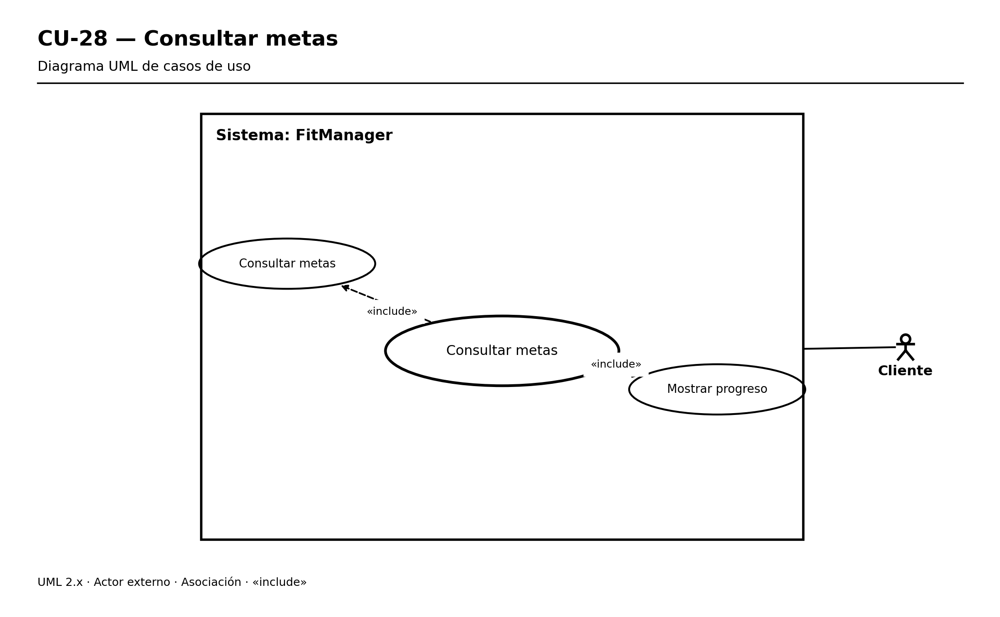 CU-28 — Consultar metas
Diagrama UML de casos de uso
Sistema: FitManager
Consultar metas
«include»
Consultar metas
«include»
Mostrar progreso
Cliente
UML 2.x · Actor externo · Asociación · «include»